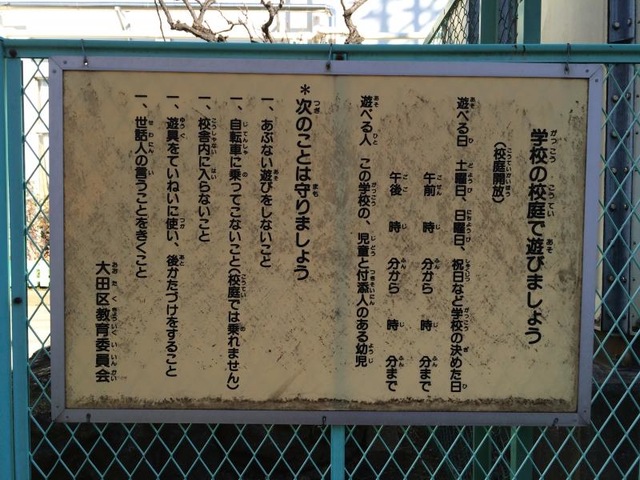 学校の校庭で遊びましょう
(校庭開放)
遊べる日 土曜日、日曜日、祝日など学校の決めた日
午前 時 分から 時 分まで、
午後 時 分から 時 分まで
遊べる人 この学校の、児童と付添人のある幼児
*次のことは守りましょう
一、あぶない遊びをしないこと
一、自転車に乗ってこないこと(校庭では乗れません)
一、校舎内に入らないこと
一、遊具をていねいに使い、後かたづけをすること
一、世話人の言うことをきくこと
大田区教育委員会